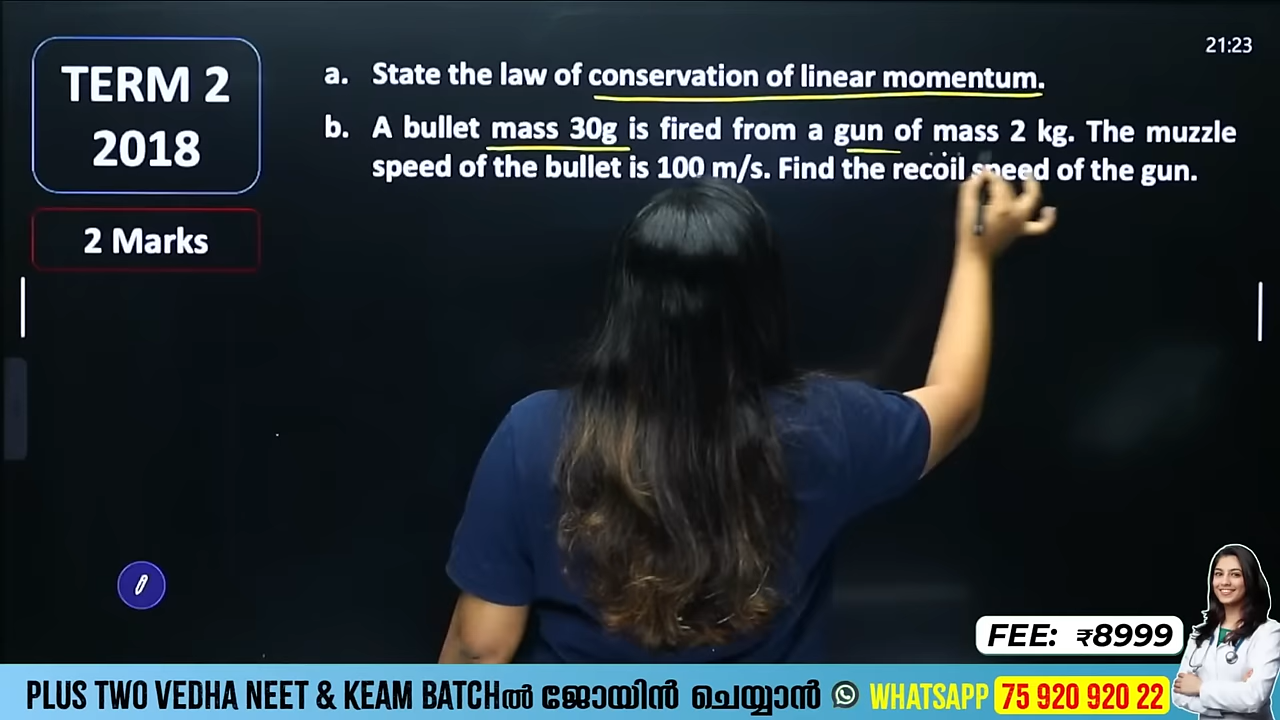 21:23
TERM 2
2018
2 Marks
a. State the law of conservation of linear momentum.
b. A bullet mass 30g is fired from a gun of mass 2 kg. The muzzle
speed of the bullet is 100 m/s. Find the recoil speed of the gun.
FEE: ₹8999
PLUS TWO VEDHA NEET & KEAM BATCHൽ ജോയിൻ ചെയ്യാൻ WHATSAPP 75 920 920 22